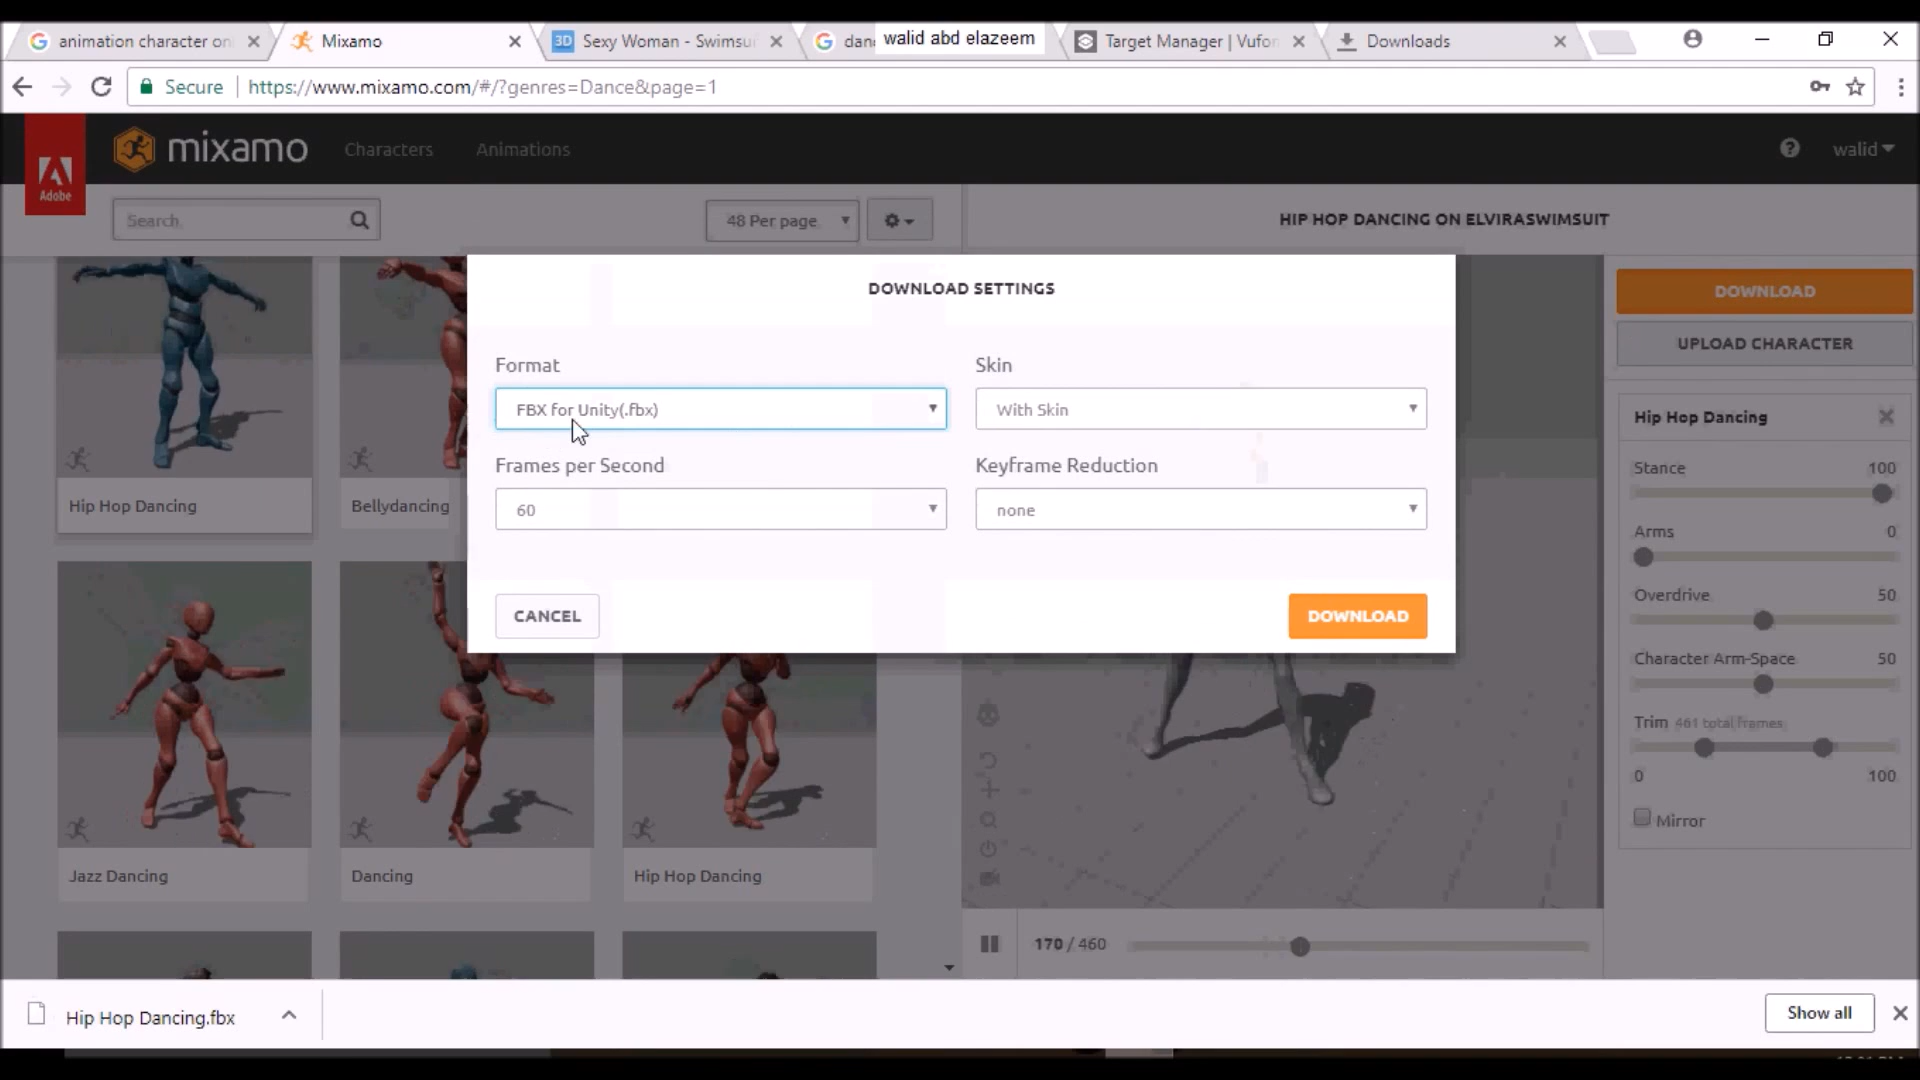 animation character on
Mixamo
3D Sexy Woman - Swimsui
dan
walid abd elazeem
Target Manager | Vufor
Downloads
Secure
https://www.mixamo.com/#/?genres=Dance&page=1
Adobe
mixamo
Characters
Animations
walid
Search
48 Per page
HIP HOP DANCING ON ELVIRASWIMSUIT
DOWNLOAD SETTINGS
Format
FBX for Unity(.fbx)
Skin
With Skin
Frames per Second
60
Keyframe Reduction
none
CANCEL
DOWNLOAD
DOWNLOAD
UPLOAD CHARACTER
Hip Hop Dancing
Stance 100
Arms 0
Overdrive 50
Character Arm-Space 50
Trim 461 total frames
0 100
Mirror
Hip Hop Dancing
Bellydancing
Jazz Dancing
Dancing
Hip Hop Dancing
170 / 460
Hip Hop Dancing.fbx
Show all